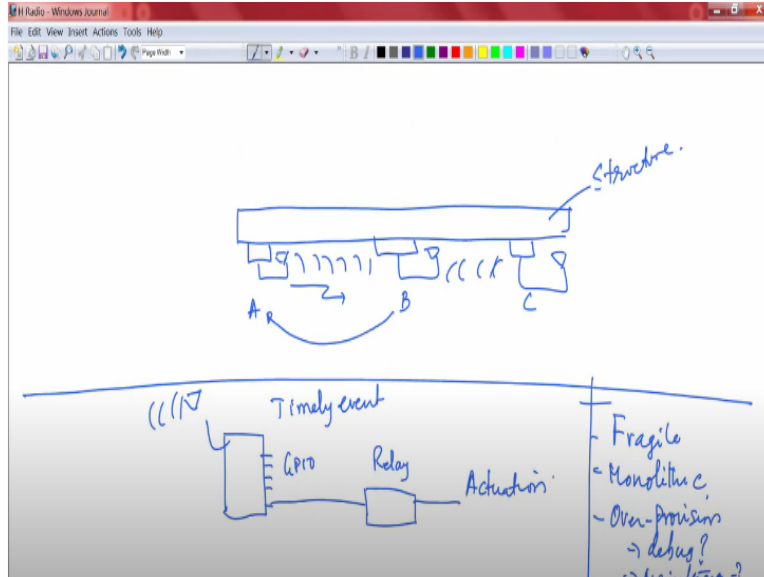 H Radio - Windows Journal
File Edit View Insert Actions Tools Help
Page Width
B I
Structure.
A B C
Timely event
GPIO Relay Actuation
- Fragile
- Monolithic
- Over-provision
→ debug?